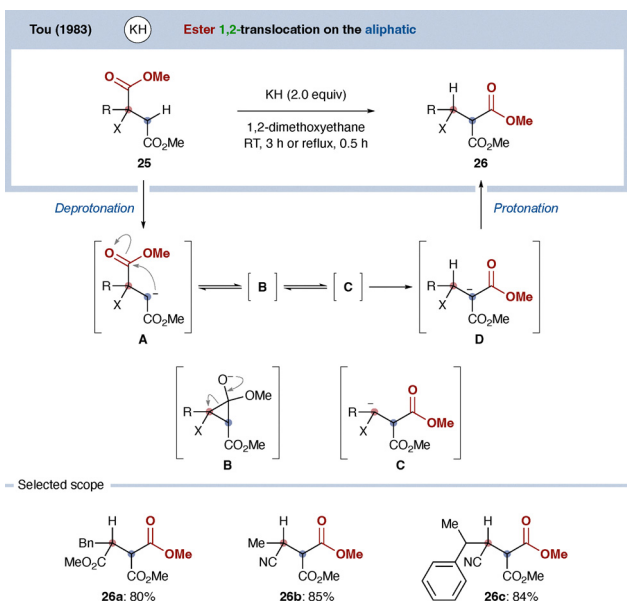 Tou (1983) KH Ester 1,2-translocation on the aliphatic
O OMe
R H
X
CO₂Me
25
KH (2.0 equiv)
1,2-dimethoxyethane
RT, 3 h or reflux, 0.5 h
H O
R OMe
X
CO₂Me
26
Deprotonation
Protonation
O OMe
R −
X
CO₂Me
A
B
C
H O
R − OMe
X
CO₂Me
D
O−
OMe
R
X
CO₂Me
B
− O
R OMe
X
CO₂Me
C
Selected scope
H O
Bn OMe
MeO₂C
CO₂Me
26a: 80%
H O
Me OMe
NC
CO₂Me
26b: 85%
Me H O
OMe
NC
CO₂Me
26c: 84%